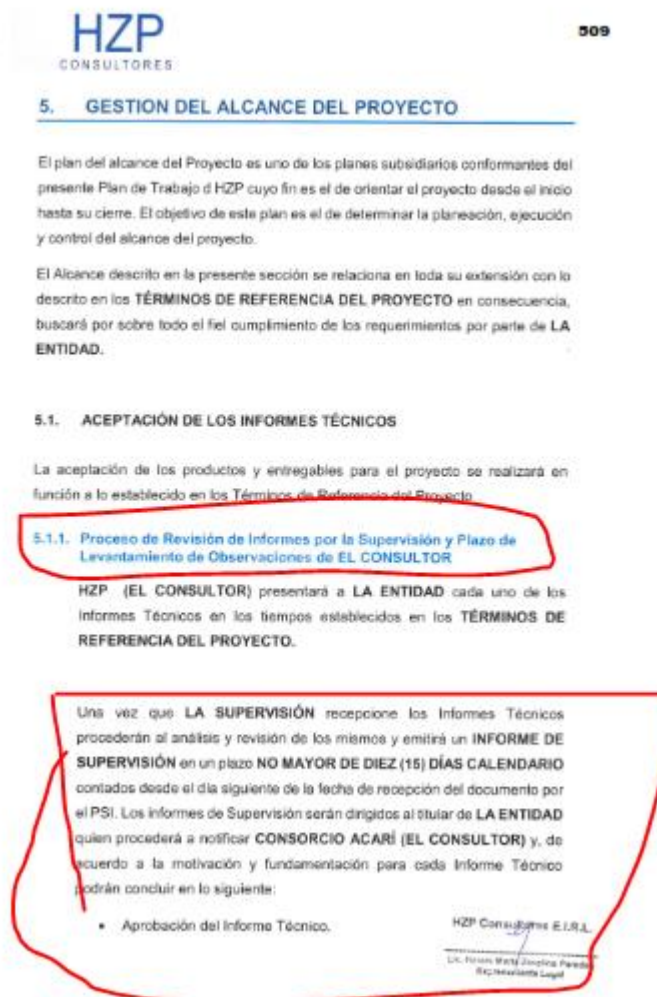 HZP
CONSULTORES
509
5. GESTION DEL ALCANCE DEL PROYECTO
El plan del alcance del Proyecto es uno de los planes subsidiarios conformantes del
presente Plan de Trabajo d HZP cuyo fin es el de orientar el proyecto desde el inicio
hasta su cierre. El objetivo de este plan es el de determinar la planeación, ejecución
y control del alcance del proyecto.
El Alcance descrito en la presente sección se relaciona en toda su extensión con lo
descrito en los TÉRMINOS DE REFERENCIA DEL PROYECTO en consecuencia,
buscará por sobre todo el fiel cumplimiento de los requerimientos por parte de LA
ENTIDAD.
5.1. ACEPTACIÓN DE LOS INFORMES TÉCNICOS
La aceptación de los productos y entregables para el proyecto se realizará en
función a lo establecido en los Términos de Referencia del Proyecto
5.1.1. Proceso de Revisión de Informes por la Supervisión y Plazo de
Levantamiento de Observaciones de EL CONSULTOR
HZP (EL CONSULTOR) presentará a LA ENTIDAD cada uno de los
Informes Técnicos en los tiempos establecidos en los TÉRMINOS DE
REFERENCIA DEL PROYECTO.
Una vez que LA SUPERVISIÓN recepcione los Informes Técnicos
procederán al análisis y revisión de los mismos y emitirá un INFORME DE
SUPERVISIÓN en un plazo NO MAYOR DE DIEZ (15) DÍAS CALENDARIO
contados desde el día siguiente de la fecha de recepción del documento por
el PSI. Los informes de Supervisión serán dirigidos al titular de LA ENTIDAD
quien procederá a notificar CONSORCIO ACARÍ (EL CONSULTOR) y, de
acuerdo a la motivación y fundamentación para cada Informe Técnico
podrán concluir en lo siguiente:
• Aprobación del Informe Técnico.
HZP Consultores E.I.R.L.
Representante Legal